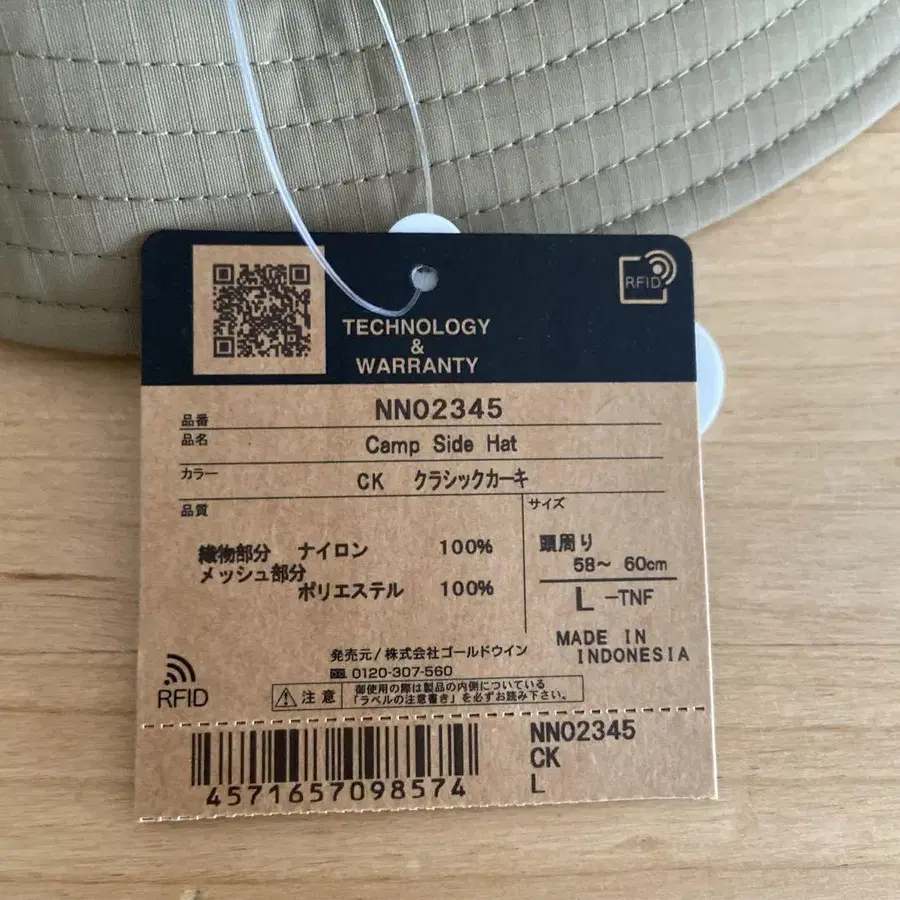 RFID
TECHNOLOGY
&
WARRANTY
品番 NN02345
品名 Camp Side Hat
カラー CK クラシックカーキ
品質
サイズ
織物部分 ナイロン 100%
メッシュ部分
ポリエステル 100%
頭周り
58～ 60cm
L -TNF
MADE IN
INDONESIA
発売元/株式会社ゴールドウイン
0120-307-560
RFID
注意
御使用の際は製品の内側についている
「ラベルの注意書き」を必ずお読み下さい。
NN02345
CK
L
4571657098574